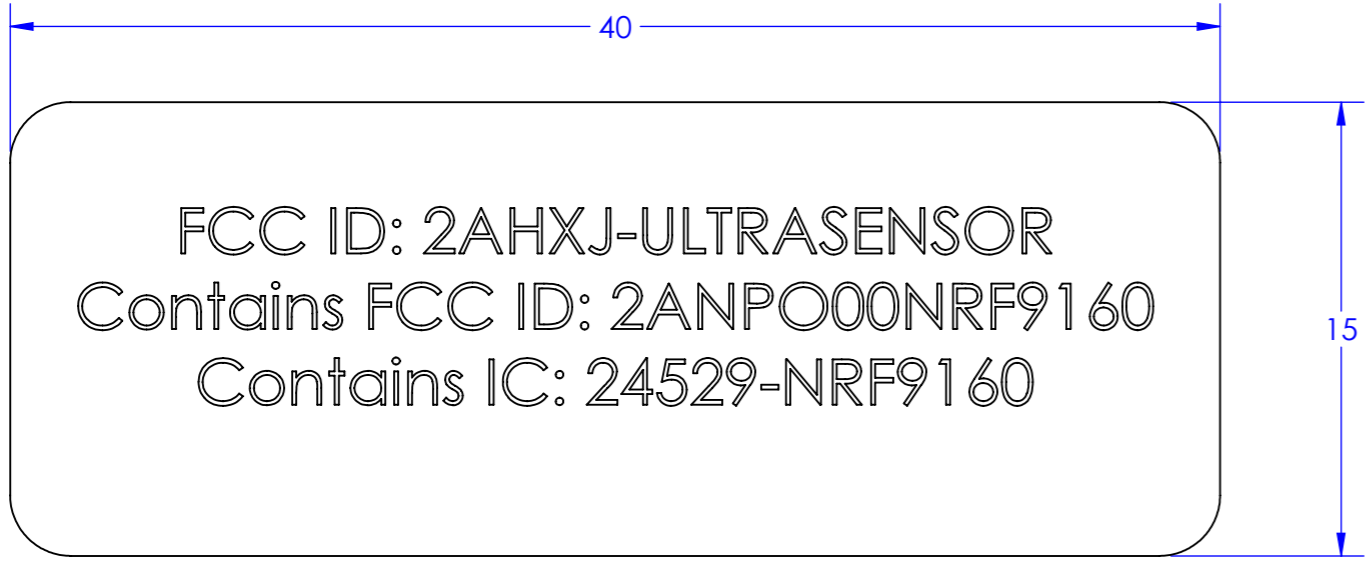 40
FCC ID: 2AHXJ-ULTRASENSOR
Contains FCC ID: 2ANPO00NRF9160
Contains IC: 24529-NRF9160
15